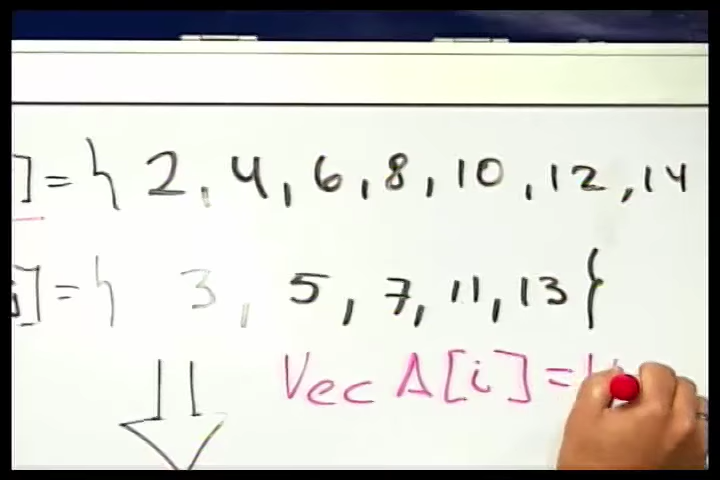 ] = { 2, 4, 6, 8, 10, 12, 14
] = { 3, 5, 7, 11, 13 }
Vec A[i] =